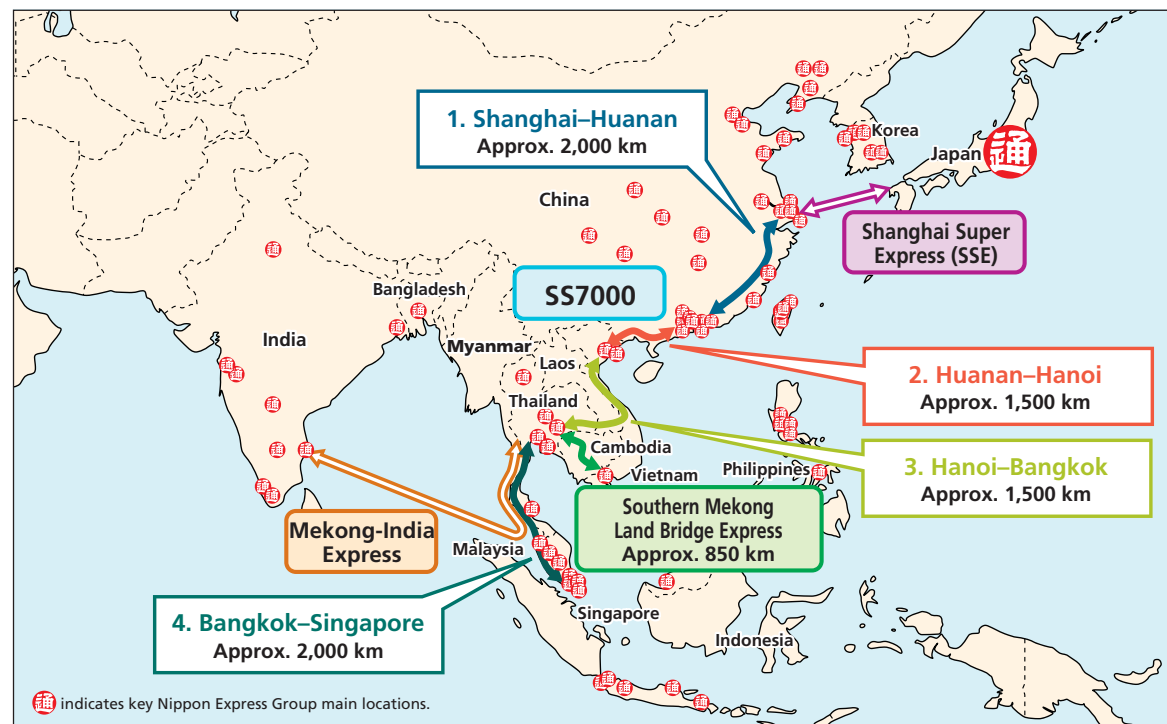 1. Shanghai–Huanan
Approx. 2,000 km
Korea
Japan
通
China
Shanghai Super
Express (SSE)
SS7000
Bangladesh
India
Myanmar
Laos
2. Huanan–Hanoi
Approx. 1,500 km
Thailand
Cambodia
Vietnam
Philippines
3. Hanoi–Bangkok
Approx. 1,500 km
Southern Mekong
Land Bridge Express
Approx. 850 km
Mekong-India
Express
Malaysia
4. Bangkok–Singapore
Approx. 2,000 km
Singapore
Indonesia
通 indicates key Nippon Express Group main locations.